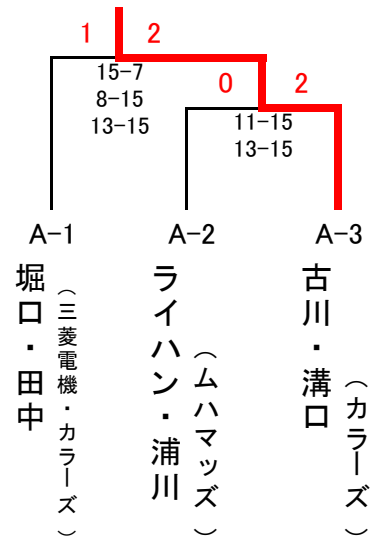 1 2
15-7
8-15
13-15
0 2
11-15
13-15
A-1
A-2
A-3
堀口・田中
（三菱電機・カラーズ）
ライハン・浦川
（ムハマッズ）
古川・溝口
（カラーズ）